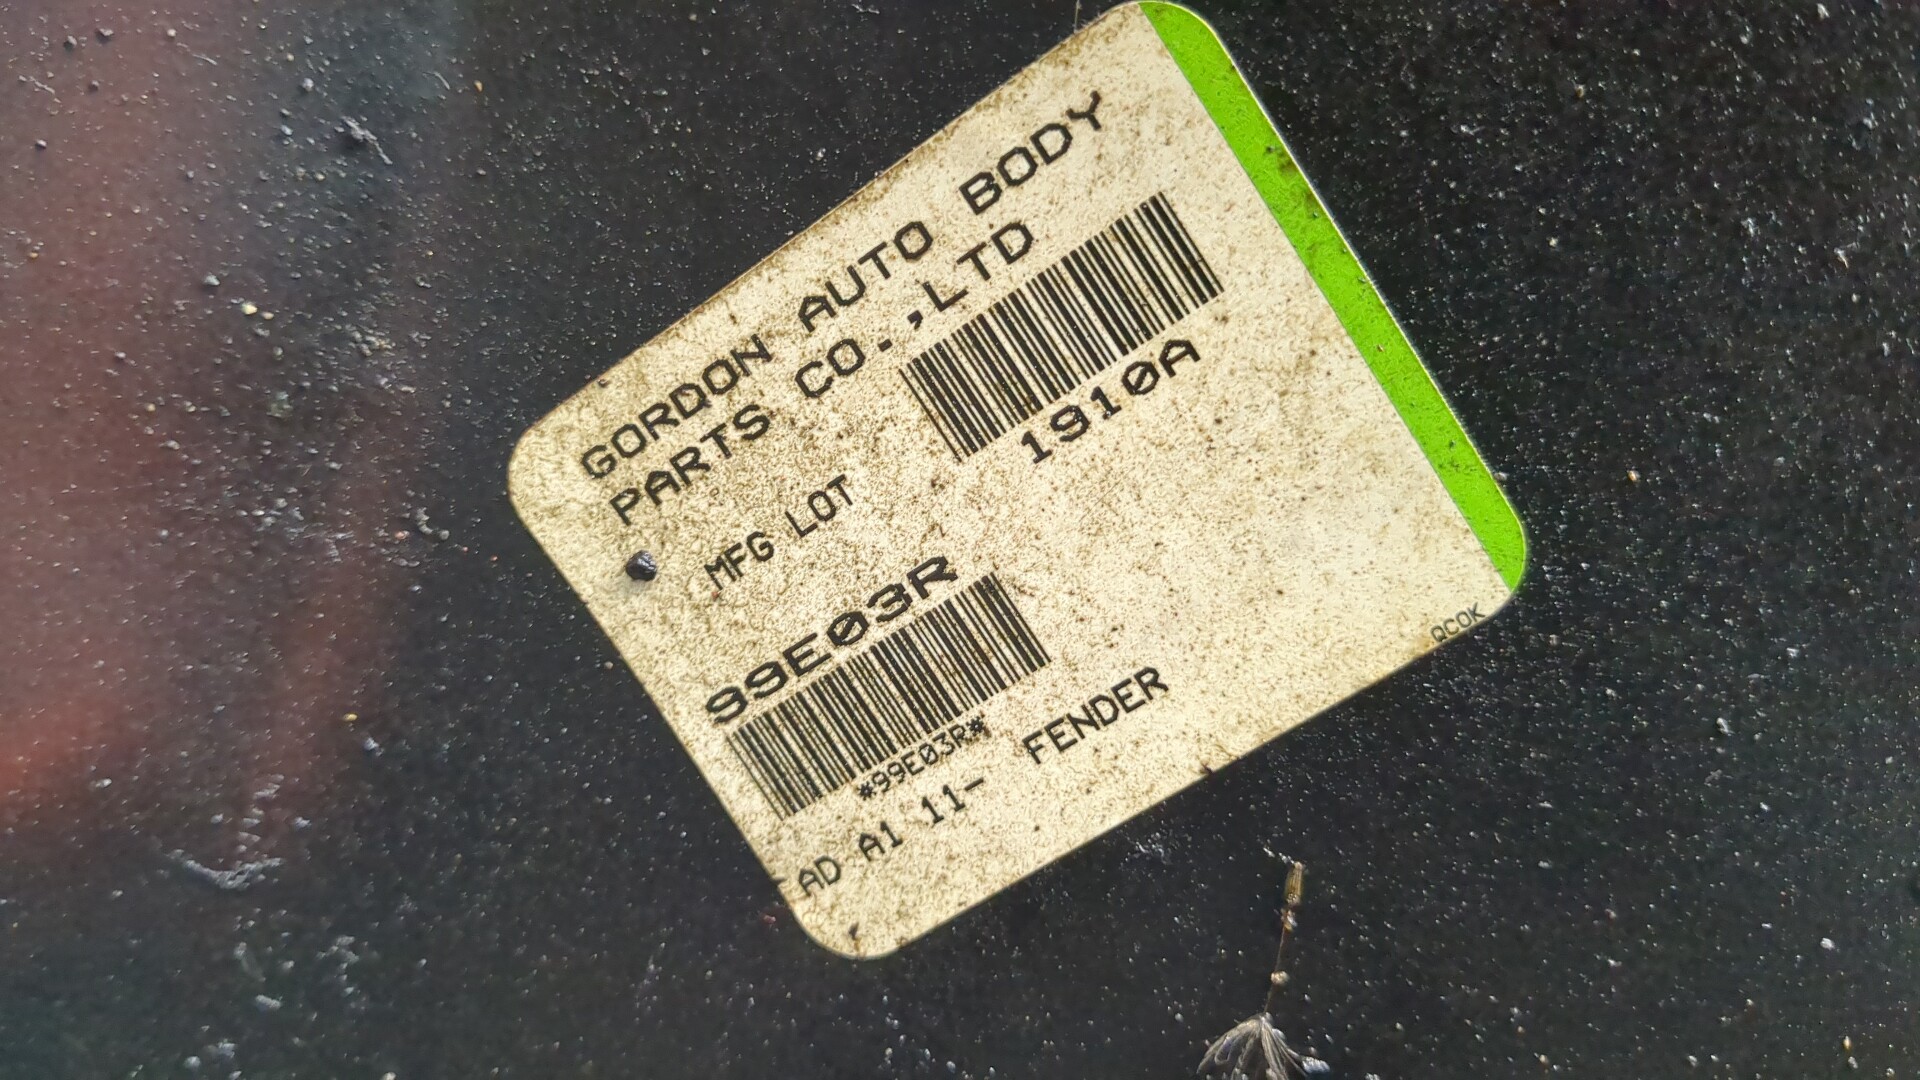 GORDON AUTO BODY
PARTS CO.,LTD
MFG LOT
1910A
99E03R
*99E03R*
AD A1 11- FENDER
QCOK